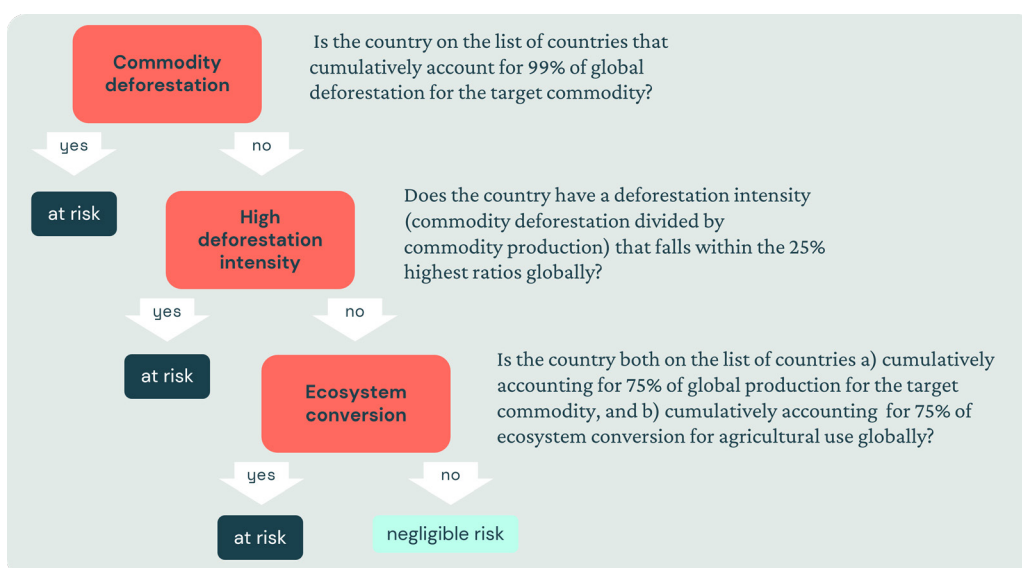 Commodity
deforestation
Is the country on the list of countries that
cumulatively account for 99% of global
deforestation for the target commodity?
yes
no
at risk
High
deforestation
intensity
Does the country have a deforestation intensity
(commodity deforestation divided by
commodity production) that falls within the 25%
highest ratios globally?
yes
no
at risk
Ecosystem
conversion
Is the country both on the list of countries a) cumulatively
accounting for 75% of global production for the target
commodity, and b) cumulatively accounting for 75% of
ecosystem conversion for agricultural use globally?
yes
no
at risk
negligible risk